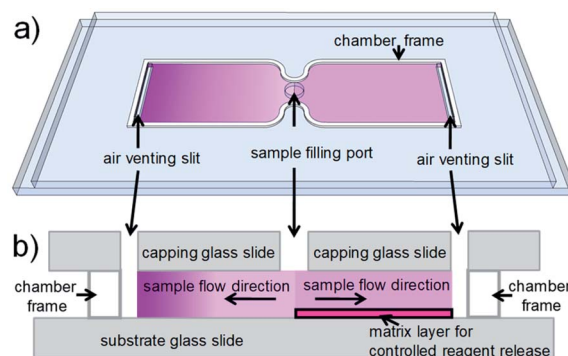 a)
chamber frame
air venting slit
sample filling port
air venting slit
b)
capping glass slide
capping glass slide
chamber
frame
sample flow direction
sample flow direction
chamber
frame
substrate glass slide
matrix layer for
controlled reagent release